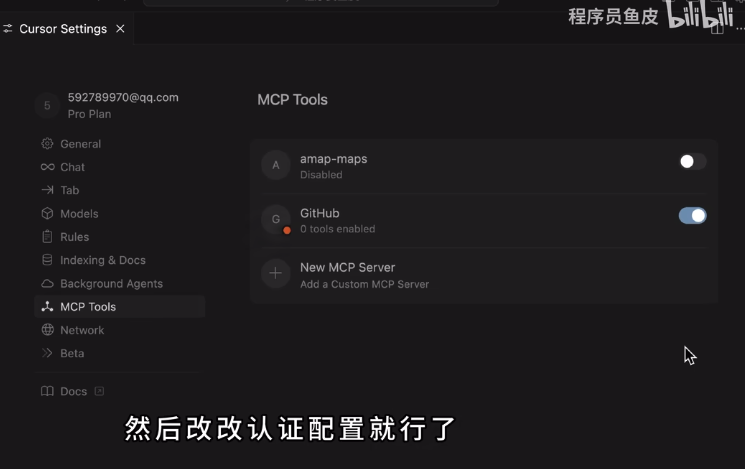 程序员鱼皮 bilibili
Cursor Settings
5
592789970@qq.com
Pro Plan
General
Chat
Tab
Models
Rules
Indexing & Docs
Background Agents
MCP Tools
Network
Beta
Docs
MCP Tools
A
amap-maps
Disabled
G
GitHub
0 tools enabled
New MCP Server
Add a Custom MCP Server
然后改改认证配置就行了